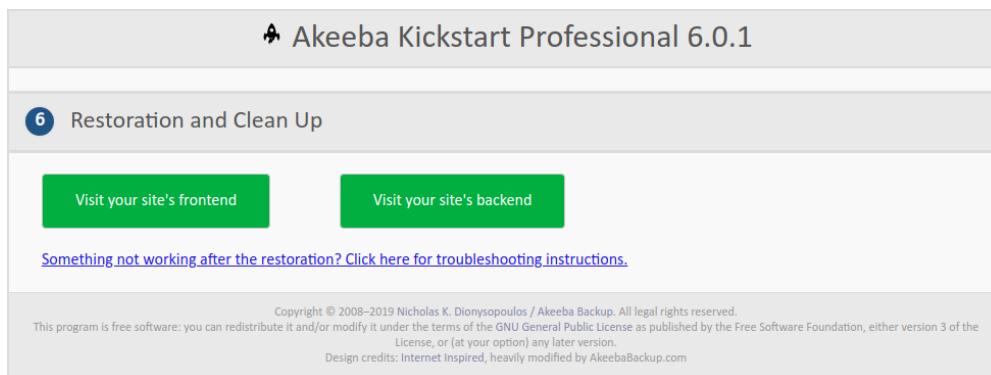 Akeeba Kickstart Professional 6.0.1
6 Restoration and Clean Up
Visit your site's frontend Visit your site's backend
Something not working after the restoration? Click here for troubleshooting instructions.
Copyright © 2008–2019 Nicholas K. Dionysopoulos / Akeeba Backup. All legal rights reserved.
This program is free software: you can redistribute it and/or modify it under the terms of the GNU General Public License as published by the Free Software Foundation, either version 3 of the
License, or (at your option) any later version.
Design credits: Internet Inspired, heavily modified by AkeebaBackup.com